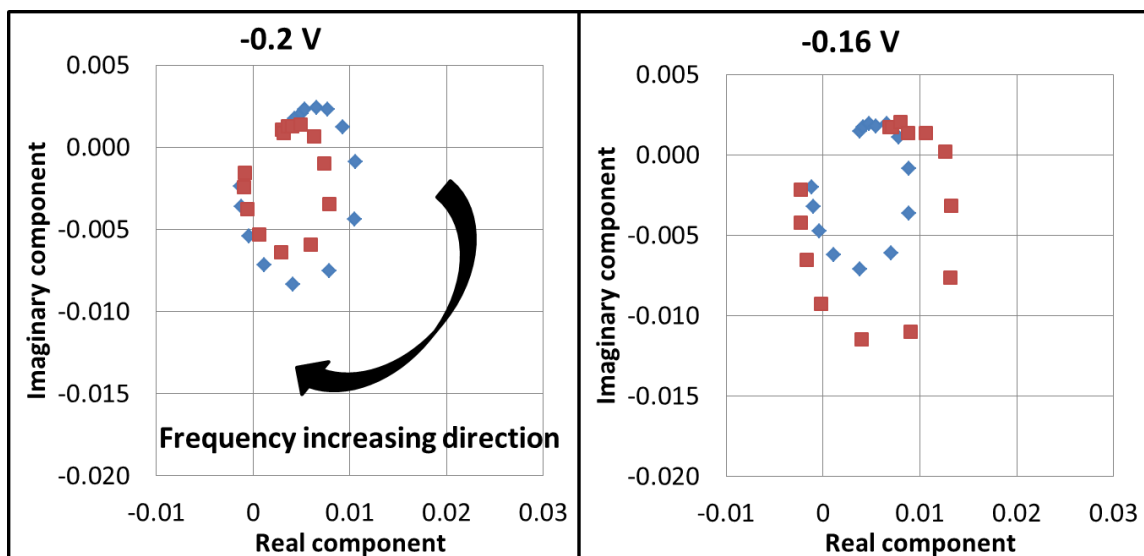 -0.2 V
0.005
0.000
-0.005
-0.010
-0.015
-0.020
Imaginary component
Frequency increasing direction
-0.01 0 0.01 0.02 0.03
Real component
-0.16 V
0.005
0.000
-0.005
-0.010
-0.015
-0.020
Imaginary component
-0.01 0 0.01 0.02 0.03
Real component